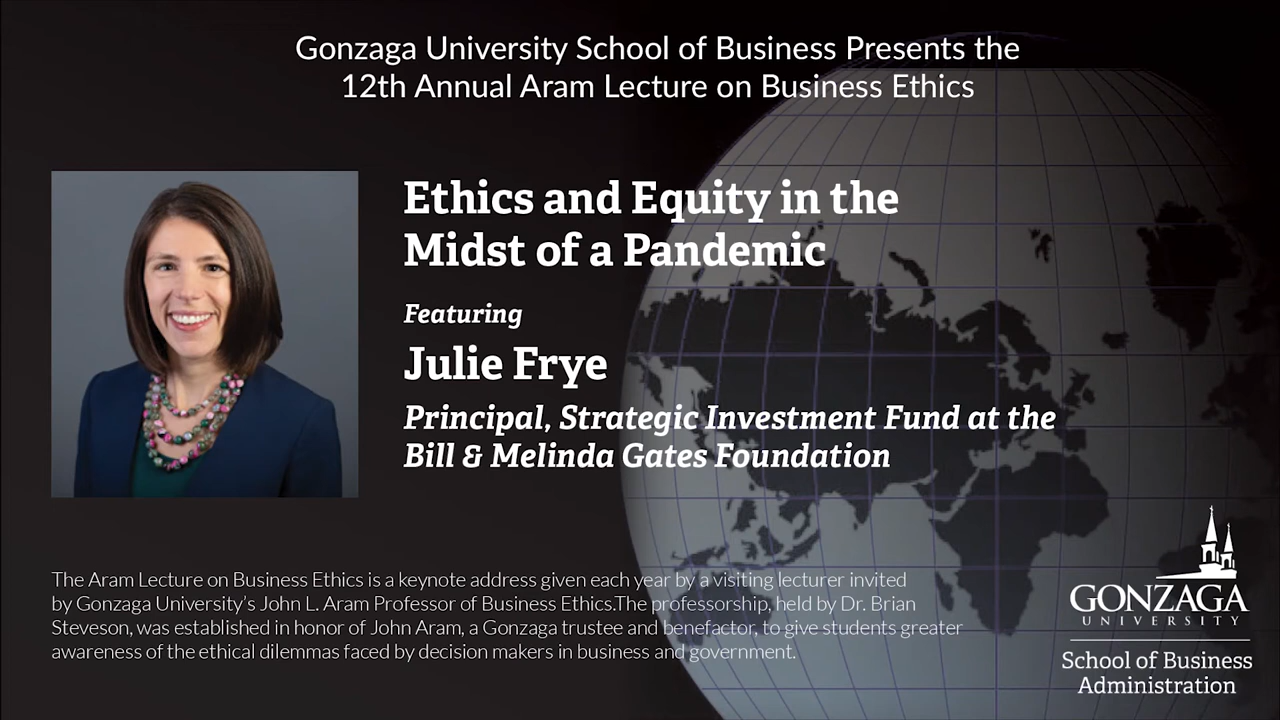 Gonzaga University School of Business Presents the
12th Annual Aram Lecture on Business Ethics
Ethics and Equity in the
Midst of a Pandemic
Featuring
Julie Frye
Principal, Strategic Investment Fund at the
Bill & Melinda Gates Foundation
The Aram Lecture on Business Ethics is a keynote address given each year by a visiting lecturer invited
by Gonzaga University’s John L. Aram Professor of Business Ethics.The professorship, held by Dr. Brian
Steveson, was established in honor of John Aram, a Gonzaga trustee and benefactor, to give students greater
awareness of the ethical dilemmas faced by decision makers in business and government.
GONZAGA
UNIVERSITY
School of Business
Administration